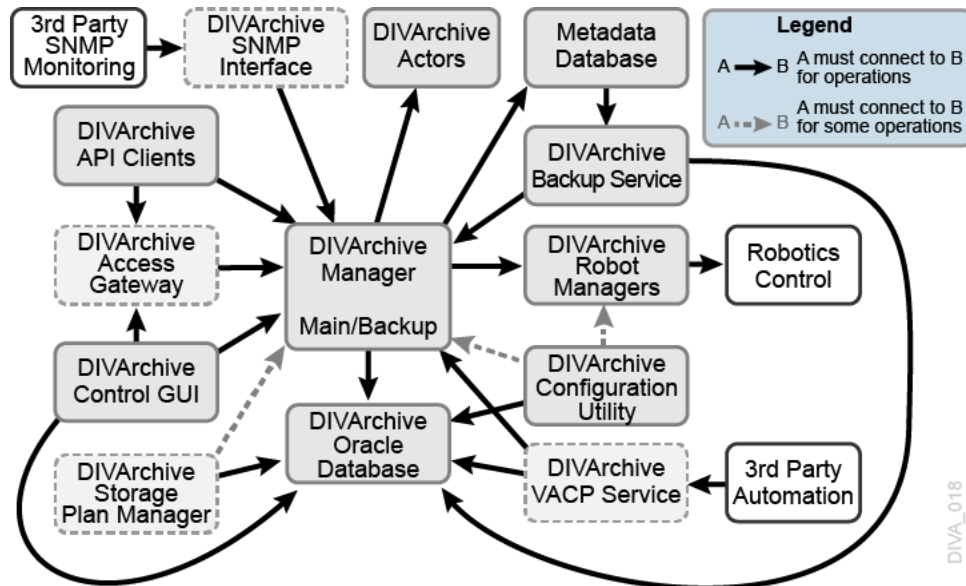 3rd Party
SNMP
Monitoring
DIVArchive
SNMP
Interface
DIVArchive
Actors
Metadata
Database
Legend
A B A must connect to B
for operations
A B A must connect to B
for some operations
DIVArchive
API Clients
DIVArchive
Backup Service
DIVArchive
Access
Gateway
DIVArchive
Manager
Main/Backup
DIVArchive
Robot
Managers
Robotics
Control
DIVArchive
Control GUI
DIVArchive
Configuration
Utility
DIVArchive
Oracle
Database
DIVArchive
Storage
Plan Manager
DIVArchive
VACP Service
3rd Party
Automation
DIVA_018